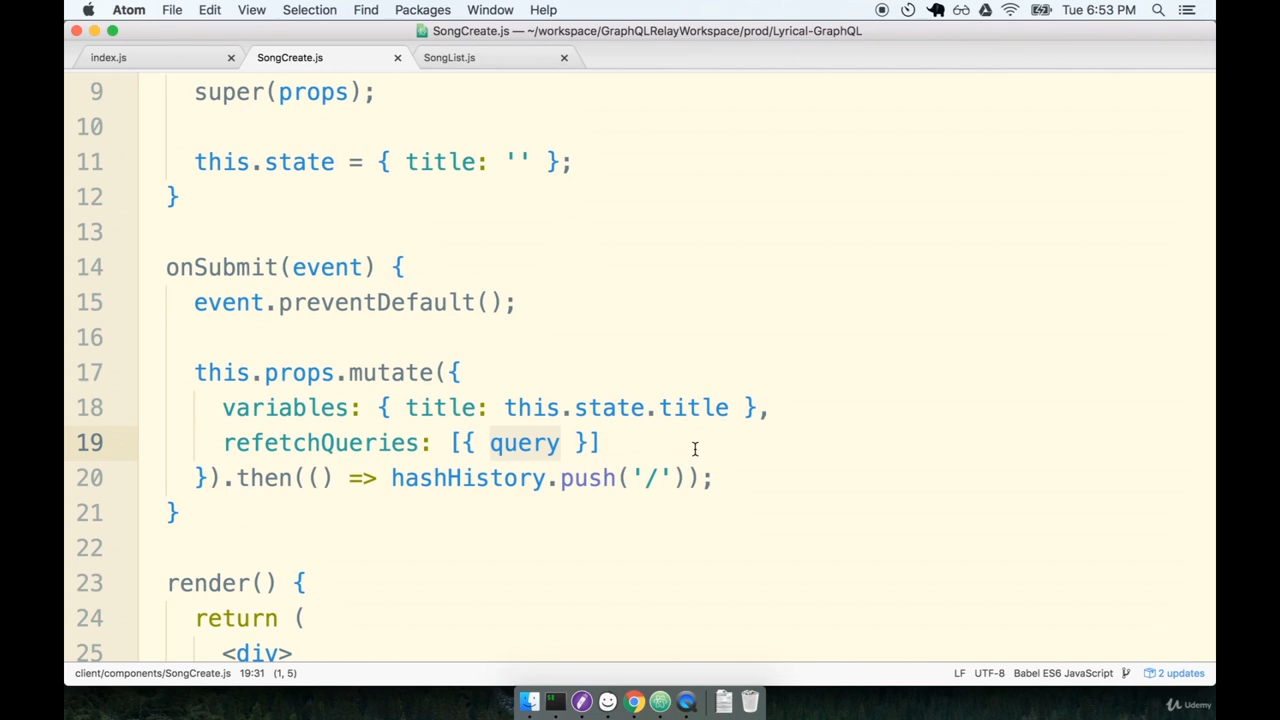 Atom File Edit View Selection Find Packages Window Help Tue 6:53 PM
SongCreate.js — ~/workspace/GraphQLRelayWorkspace/prod/Lyrical-GraphQL
index.js SongCreate.js SongList.js
9 super(props);
10
11 this.state = { title: '' };
12 }
13
14 onSubmit(event) {
15 event.preventDefault();
16
17 this.props.mutate({
18 variables: { title: this.state.title },
19 refetchQueries: [{ query }]
20 }).then(() => hashHistory.push('/'));
21 }
22
23 render() {
24 return (
25 <div>
client/components/SongCreate.js 19:31 (1, 5) LF UTF-8 Babel ES6 JavaScript 2 updates
Udemy